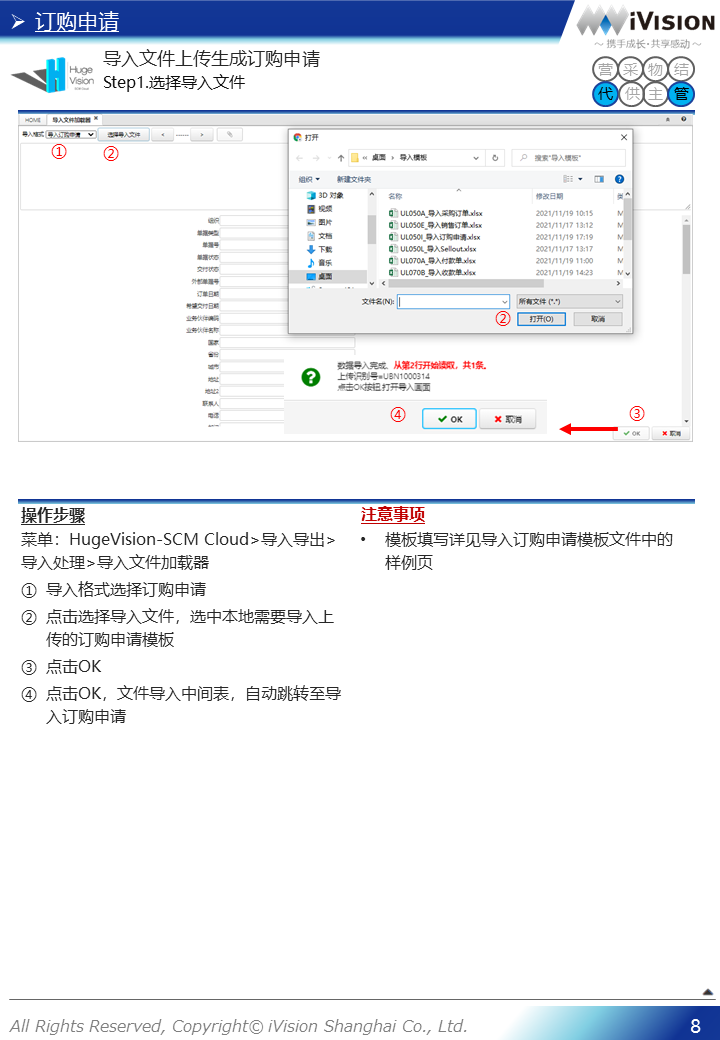 ➢ 订购申请
iVISION
～ 携手成长·共享感动 ～
Huge
Vision
导入文件上传生成订购申请
Step1.选择导入文件
营 采 物 结
代 供 主 管
HOME 导入文件加载器
导入格式 导入订购申请 选择导入文件 < ------ >
① ②
组织
单据类型
单据号
单据状态
交付状态
外部单据号
订单日期
希望交付日期
业务伙伴编码
业务伙伴名称
国家
省份
城市
地址
地址2
联系人
电话
打开
« 桌面 › 导入模板
搜索"导入模板"
组织 新建文件夹
名称 修改日期 类
3D 对象
视频
图片
文档
下载
音乐
桌面
UL050A_导入采购订单.xlsx 2021/11/19 10:15 M
UL050E_导入销售订单.xlsx 2021/11/17 13:12 M
UL050I_导入订购申请.xlsx 2021/11/19 17:19 M
UL050L_导入Sellout.xlsx 2021/11/17 13:17 M
UL070A_导入付款单.xlsx 2021/11/19 11:00 M
UL070B_导入收款单.xlsx 2021/11/19 14:23 M
文件名(N): 所有文件 (*.*)
② 打开(O) 取消
数据导入完成。从第2行开始读取，共1条。
上传识别号=UBN1000314
点击OK按钮,打开导入画面
④ OK 取消
③
OK 取消
操作步骤
菜单：HugeVision-SCM Cloud>导入导出>
导入处理>导入文件加载器
① 导入格式选择订购申请
② 点击选择导入文件，选中本地需要导入上
传的订购申请模板
③ 点击OK
④ 点击OK，文件导入中间表，自动跳转至导
入订购申请
注意事项
• 模板填写详见导入订购申请模板文件中的
样例页
All Rights Reserved, Copyright© iVision Shanghai Co., Ltd.
8